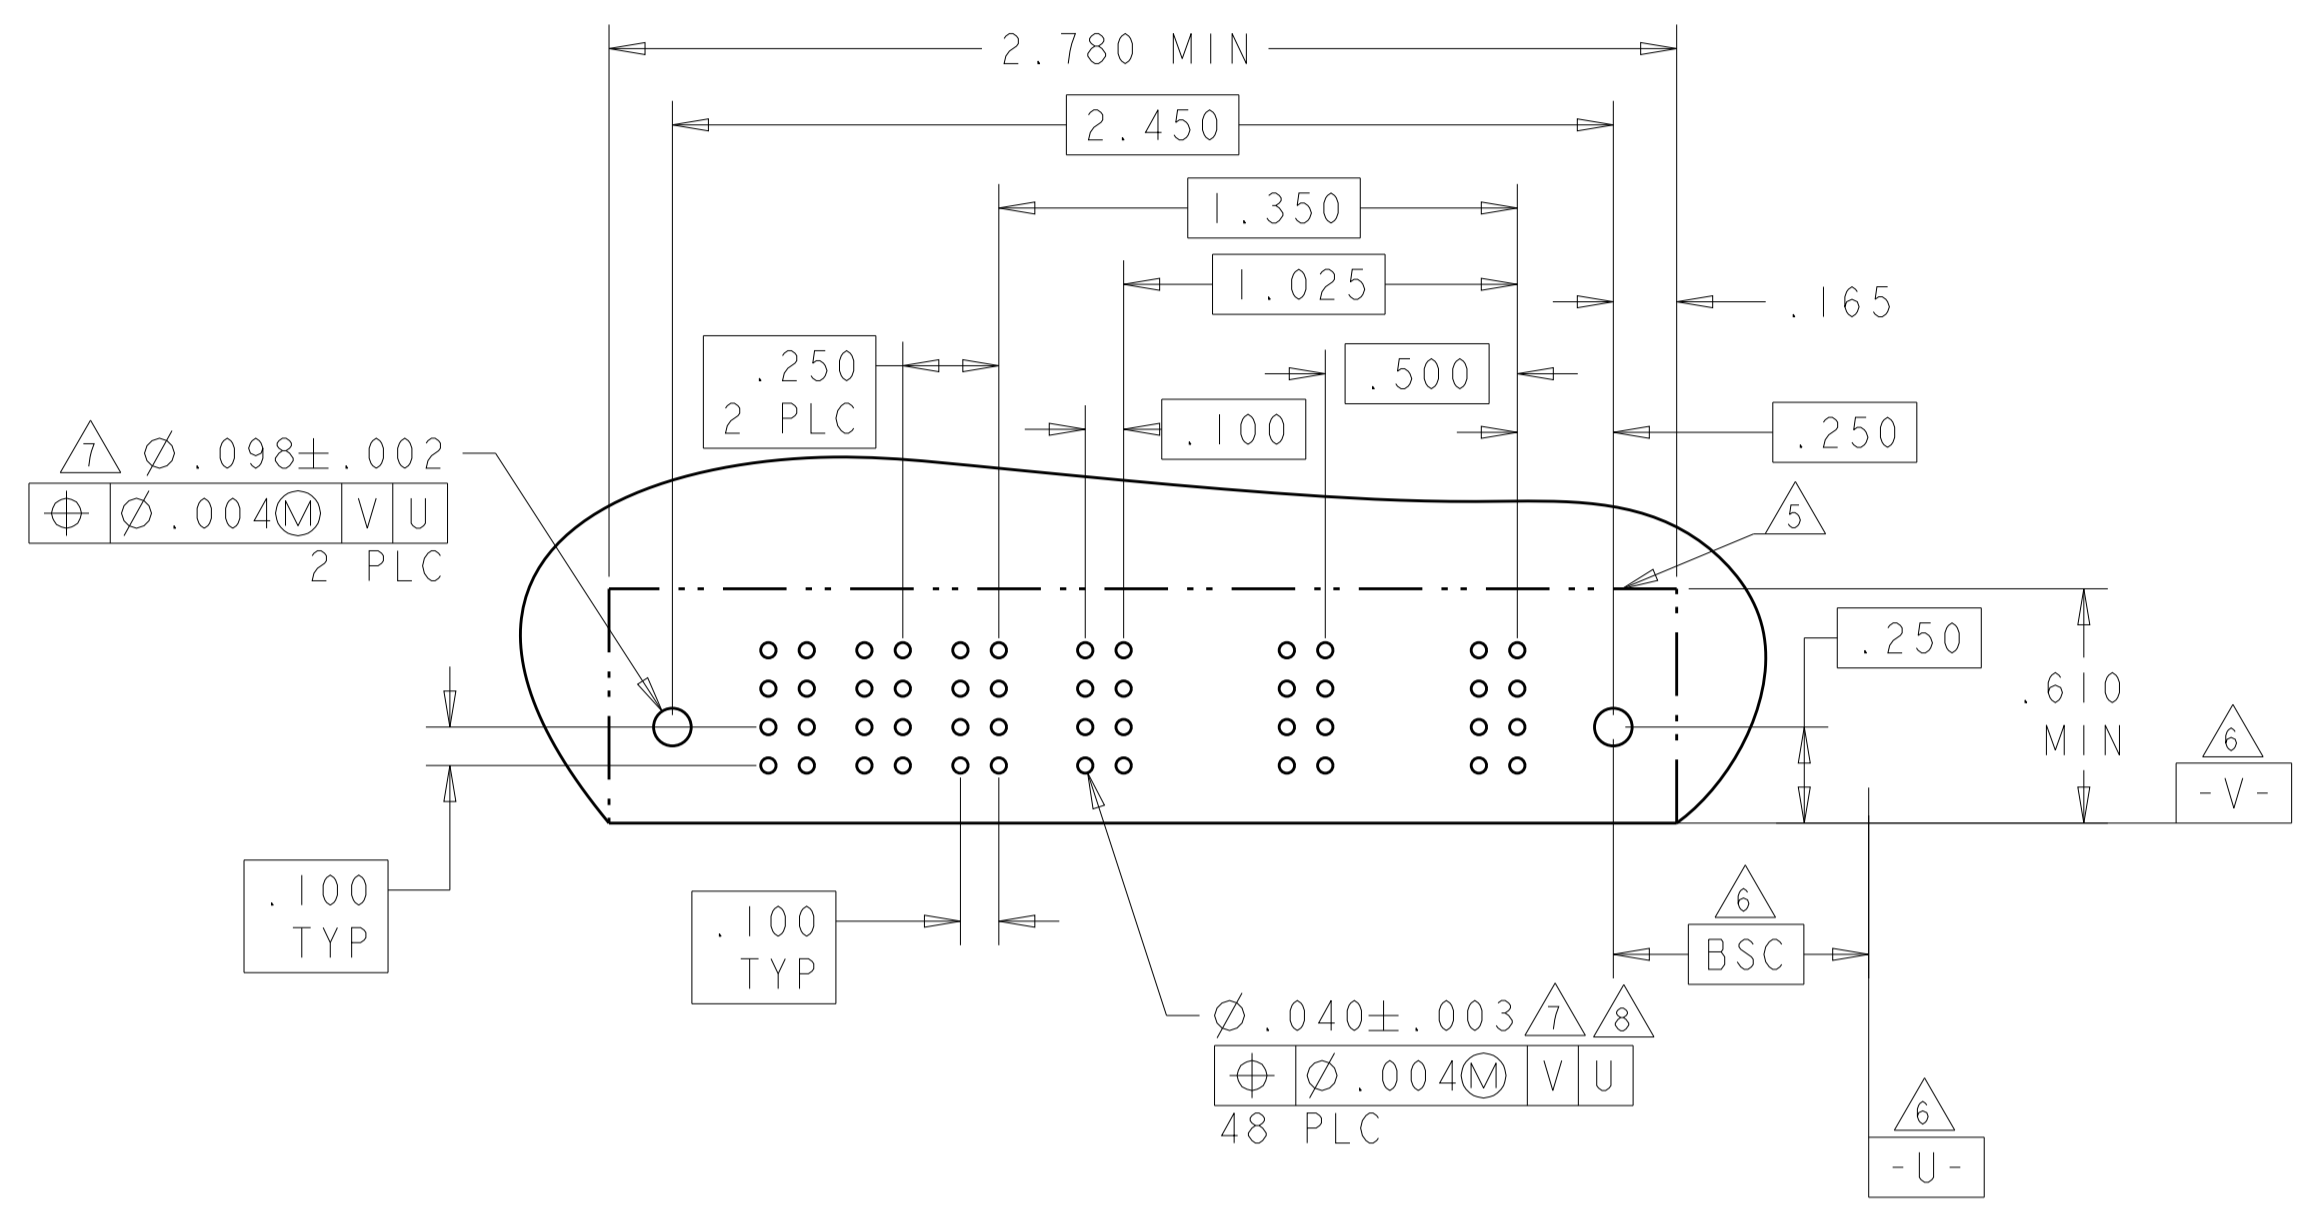 2.780 MIN
2.450
1.350
1.025
.165
.250
2 PLC
.500
.100
.250
7 Ø.098±.002
⌖ Ø.004Ⓜ V U
2 PLC
5
.250
.610
MIN
6
-V-
.100
TYP
.100
TYP
6
BSC
Ø.040±.003 7 8
⌖ Ø.004Ⓜ V U
48 PLC
6
-U-